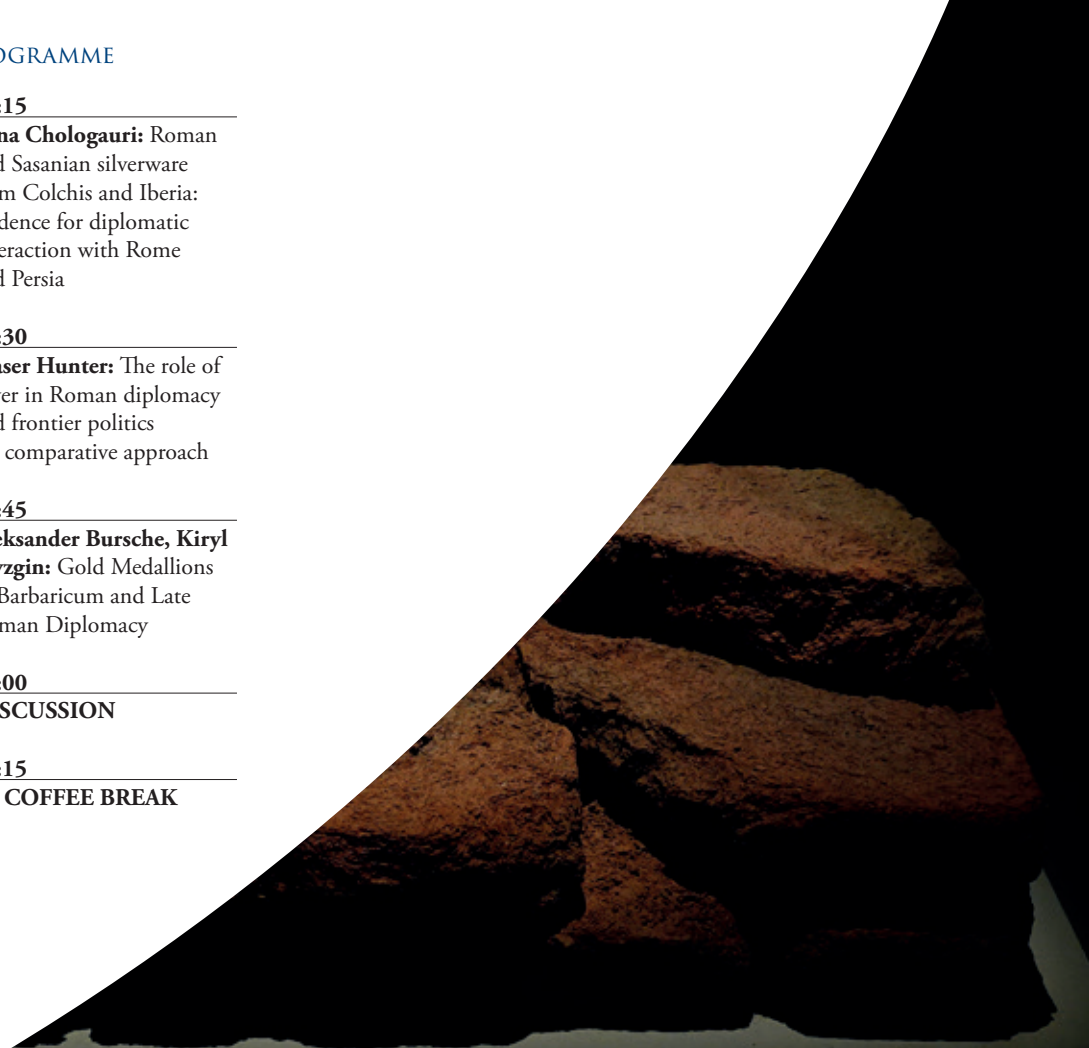 OGRAMME
:15
na Chologauri: Roman
d Sasanian silverware
m Colchis and Iberia:
dence for diplomatic
eraction with Rome
d Persia
:30
aser Hunter: The role of
ver in Roman diplomacy
d frontier politics
comparative approach
:45
eksander Bursche, Kiryl
yzgin: Gold Medallions
Barbaricum and Late
man Diplomacy
:00
SCUSSION
:15
COFFEE BREAK